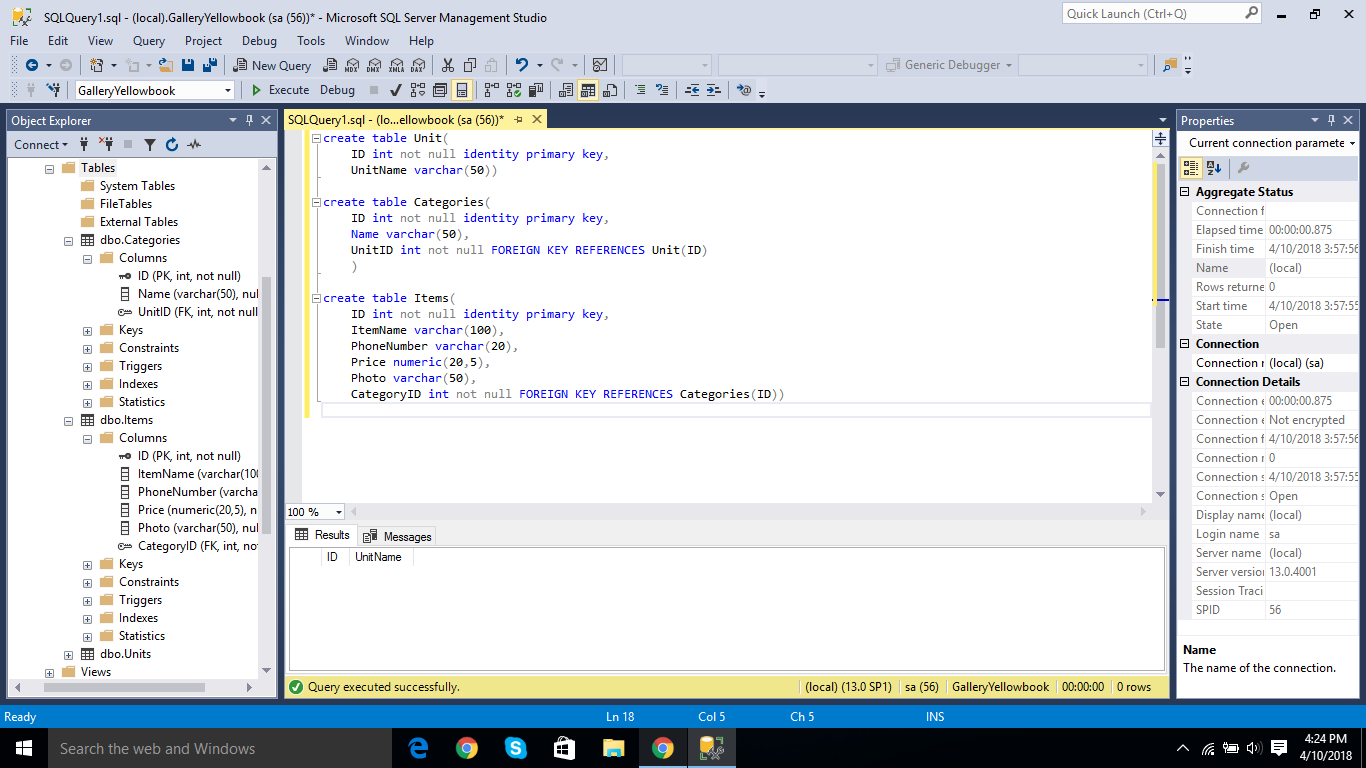 SQLQuery1.sql - (local).GalleryYellowbook (sa (56))* - Microsoft SQL Server Management Studio
Quick Launch (Ctrl+Q)
File Edit View Query Project Debug Tools Window Help
New Query
MDX DMX XMLA DAX
Generic Debugger
GalleryYellowbook
Execute Debug
Object Explorer
Connect
Tables
System Tables
FileTables
External Tables
dbo.Categories
Columns
ID (PK, int, not null)
Name (varchar(50), nul
UnitID (FK, int, not null
Keys
Constraints
Triggers
Indexes
Statistics
dbo.Items
Columns
ID (PK, int, not null)
ItemName (varchar(100
PhoneNumber (varcha
Price (numeric(20,5), n
Photo (varchar(50), nul
CategoryID (FK, int, no
Keys
Constraints
Triggers
Indexes
Statistics
dbo.Units
Views
SQLQuery1.sql - (lo...ellowbook (sa (56))*
create table Unit(
ID int not null identity primary key,
UnitName varchar(50))
create table Categories(
ID int not null identity primary key,
Name varchar(50),
UnitID int not null FOREIGN KEY REFERENCES Unit(ID)
)
create table Items(
ID int not null identity primary key,
ItemName varchar(100),
PhoneNumber varchar(20),
Price numeric(20,5),
Photo varchar(50),
CategoryID int not null FOREIGN KEY REFERENCES Categories(ID))
100 %
Results Messages
ID UnitName
Query executed successfully.
(local) (13.0 SP1) sa (56) GalleryYellowbook 00:00:00 0 rows
Properties
Current connection paramete
Aggregate Status
Connection f
Elapsed time 00:00:00.875
Finish time 4/10/2018 3:57:56
Name (local)
Rows returne 0
Start time 4/10/2018 3:57:55
State Open
Connection
Connection n (local) (sa)
Connection Details
Connection e 00:00:00.875
Connection e Not encrypted
Connection f 4/10/2018 3:57:56
Connection r 0
Connection s 4/10/2018 3:57:55
Connection s Open
Display name (local)
Login name sa
Server name (local)
Server version 13.0.4001
Session Traci
SPID 56
Name
The name of the connection.
Ready Ln 18 Col 5 Ch 5 INS
Search the web and Windows
4:24 PM
4/10/2018